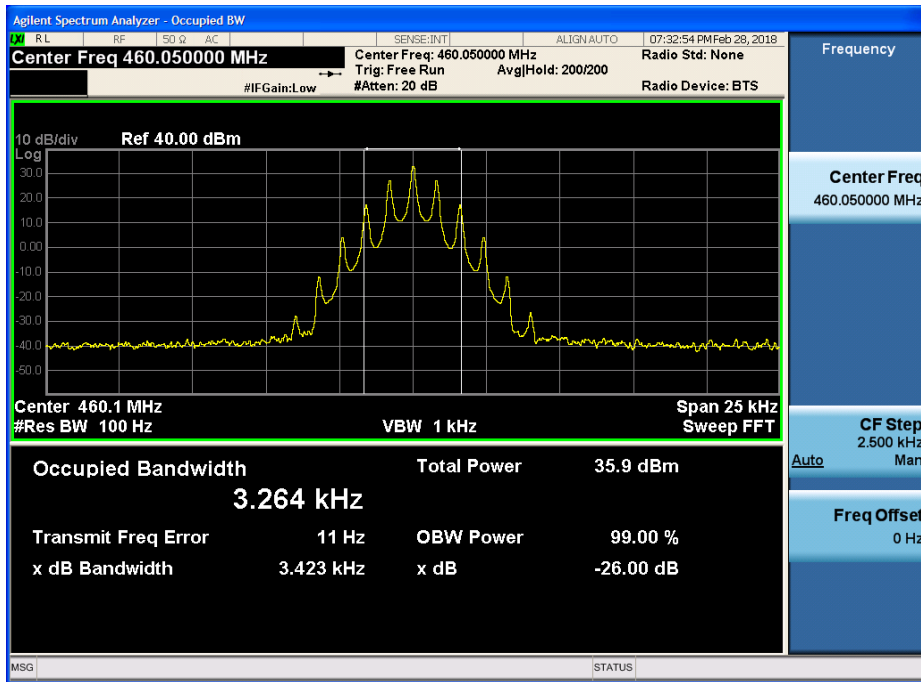 Agilent Spectrum Analyzer - Occupied BW
LXI RL RF 50 Ω AC SENSE:INT ALIGN AUTO 07:32:54 PM Feb 28, 2018
Center Freq 460.050000 MHz
Center Freq: 460.050000 MHz Radio Std: None
Trig: Free Run Avg|Hold: 200/200
#IFGain:Low #Atten: 20 dB Radio Device: BTS
10 dB/div Ref 40.00 dBm
Log
30.0
20.0
10.0
0.00
-10.0
-20.0
-30.0
-40.0
-50.0
Center 460.1 MHz Span 25 kHz
#Res BW 100 Hz VBW 1 kHz Sweep FFT
Occupied Bandwidth Total Power 35.9 dBm
3.264 kHz
Transmit Freq Error 11 Hz OBW Power 99.00 %
x dB Bandwidth 3.423 kHz x dB -26.00 dB
MSG STATUS
Frequency
Center Freq
460.050000 MHz
CF Step
2.500 kHz
Auto Man
Freq Offset
0 Hz